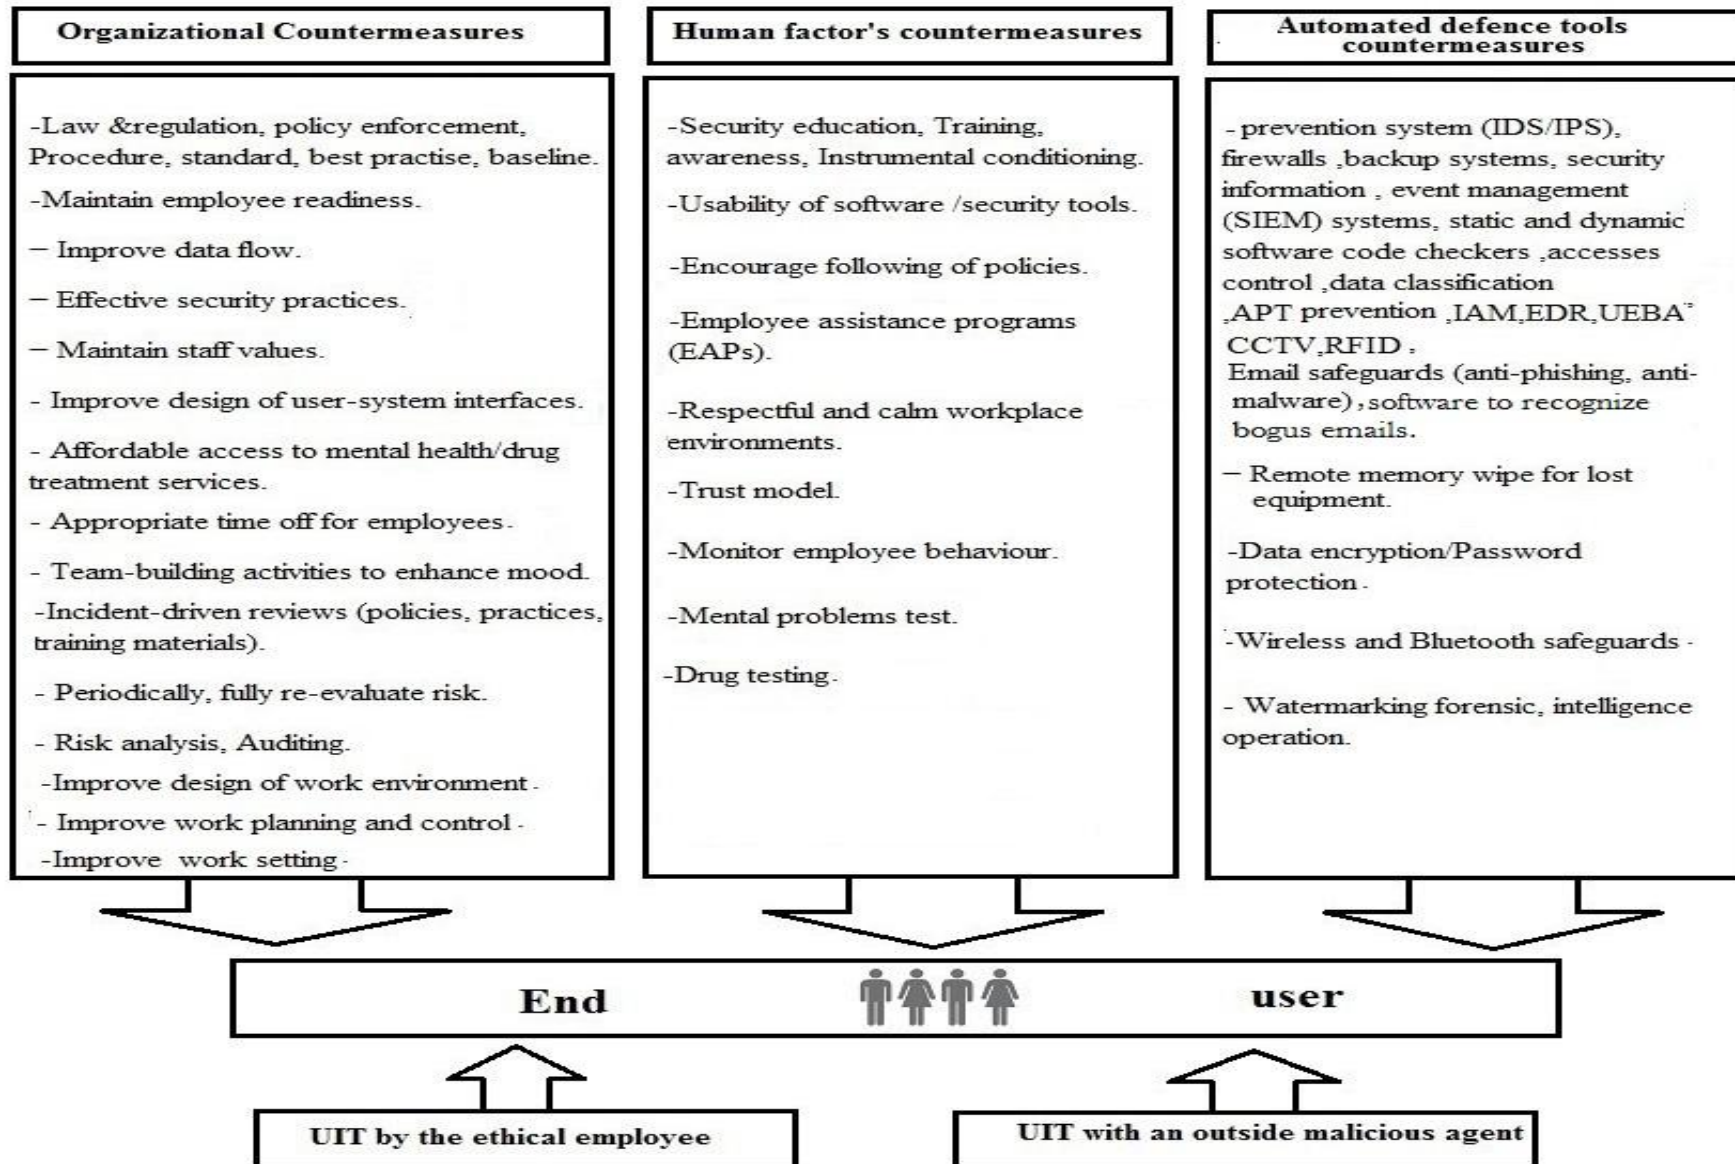 Organizational Countermeasures
-Law &regulation, policy enforcement,
Procedure, standard, best practise, baseline.
-Maintain employee readiness.
– Improve data flow.
– Effective security practices.
– Maintain staff values.
- Improve design of user-system interfaces.
- Affordable access to mental health/drug
treatment services.
- Appropriate time off for employees.
- Team-building activities to enhance mood.
-Incident-driven reviews (policies, practices,
training materials).
- Periodically, fully re-evaluate risk.
- Risk analysis, Auditing.
-Improve design of work environment.
- Improve work planning and control.
-Improve work setting.
Human factor's countermeasures
-Security education, Training,
awareness, Instrumental conditioning.
-Usability of software /security tools.
-Encourage following of policies.
-Employee assistance programs
(EAPs).
-Respectful and calm workplace
environments.
-Trust model.
-Monitor employee behaviour.
-Mental problems test.
-Drug testing.
Automated defence tools
countermeasures
- prevention system (IDS/IPS),
firewalls ,backup systems, security
information , event management
(SIEM) systems, static and dynamic
software code checkers ,accesses
control ,data classification
,APT prevention ,IAM,EDR,UEBA,
CCTV,RFID .
Email safeguards (anti-phishing, anti-
malware),software to recognize
bogus emails.
– Remote memory wipe for lost
equipment.
-Data encryption/Password
protection.
-Wireless and Bluetooth safeguards.
- Watermarking forensic, intelligence
operation.
End user
UIT by the ethical employee
UIT with an outside malicious agent